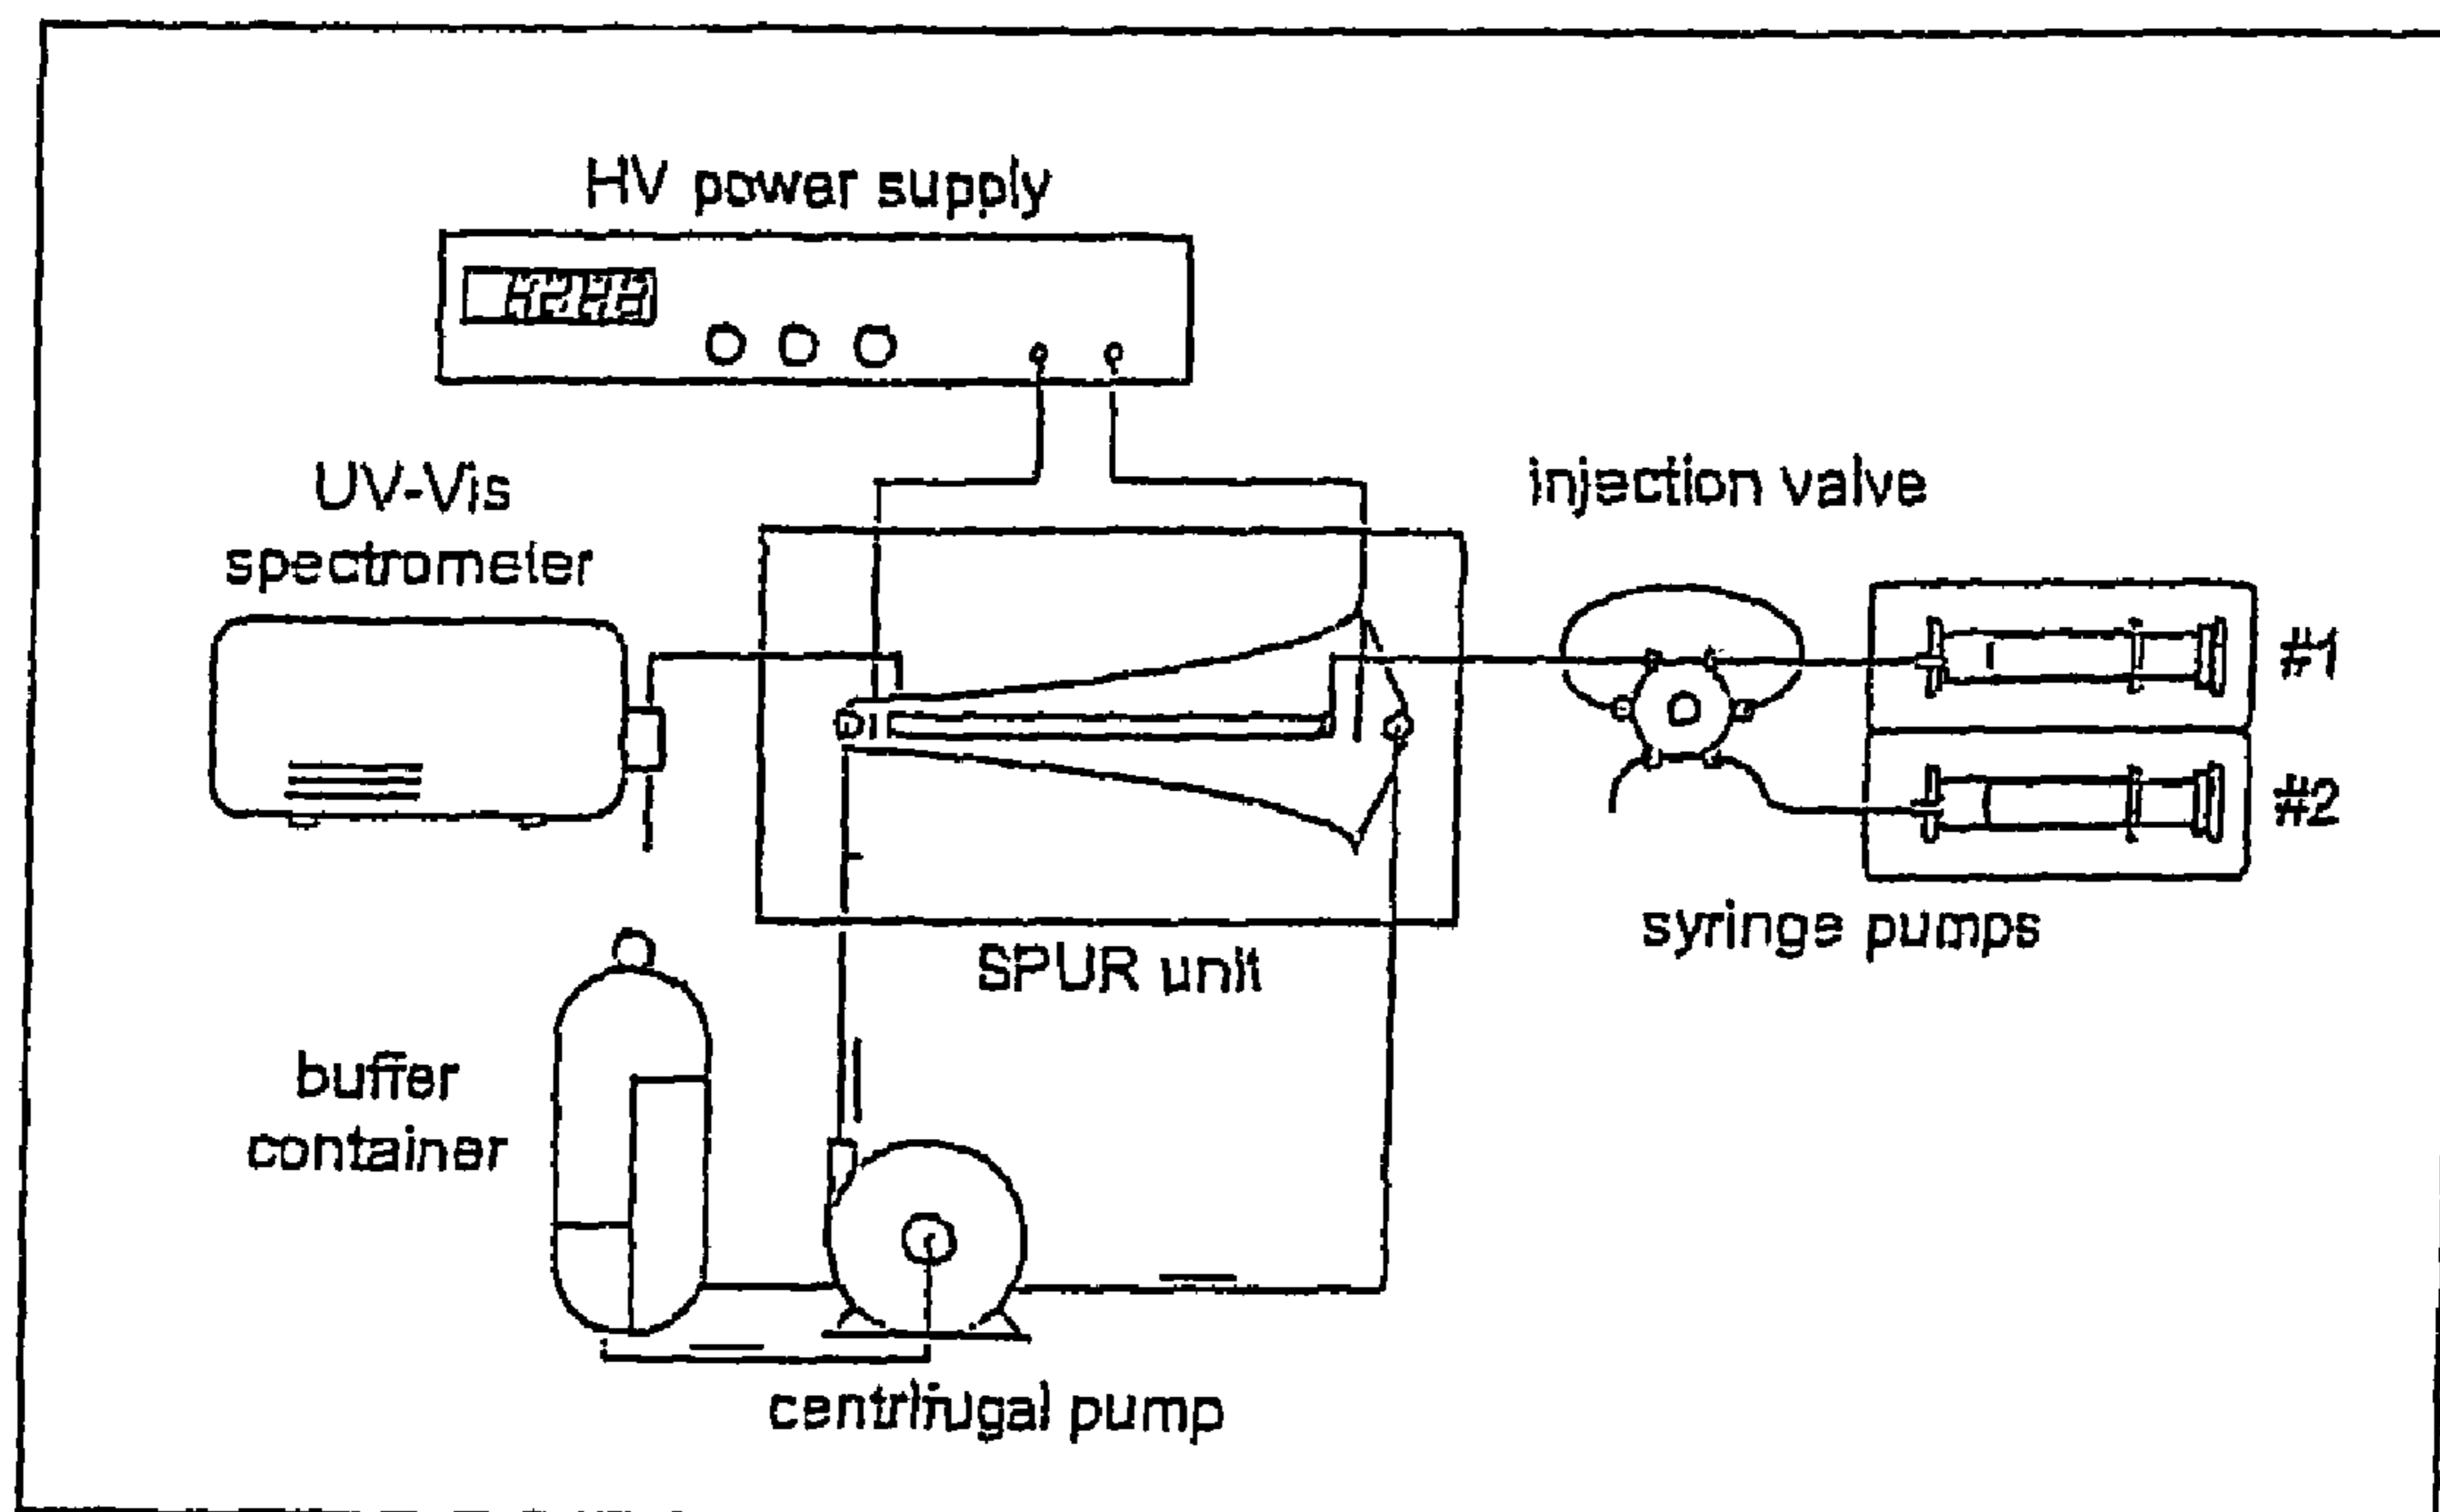 HV power supply
UV-Vis
spectrometer
injection valve
#1
#2
syringe pumps
SPUR unit
buffer
container
centrifugal pump